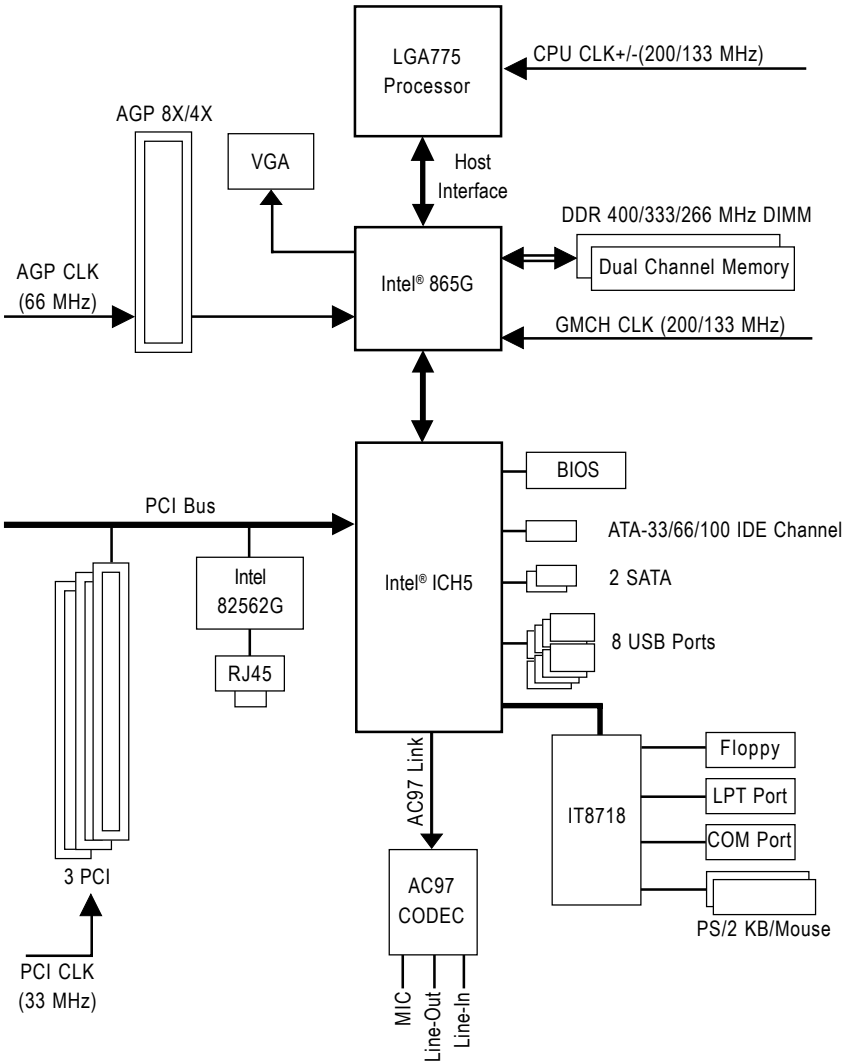 LGA775
Processor
CPU CLK+/-(200/133 MHz)
AGP 8X/4X
VGA
Host
Interface
DDR 400/333/266 MHz DIMM
Dual Channel Memory
AGP CLK
(66 MHz)
Intel® 865G
GMCH CLK (200/133 MHz)
PCI Bus
BIOS
ATA-33/66/100 IDE Channel
Intel
82562G
Intel® ICH5
2 SATA
8 USB Ports
RJ45
AC97 Link
IT8718
Floppy
LPT Port
COM Port
PS/2 KB/Mouse
3 PCI
AC97
CODEC
PCI CLK
(33 MHz)
MIC
Line-Out
Line-In